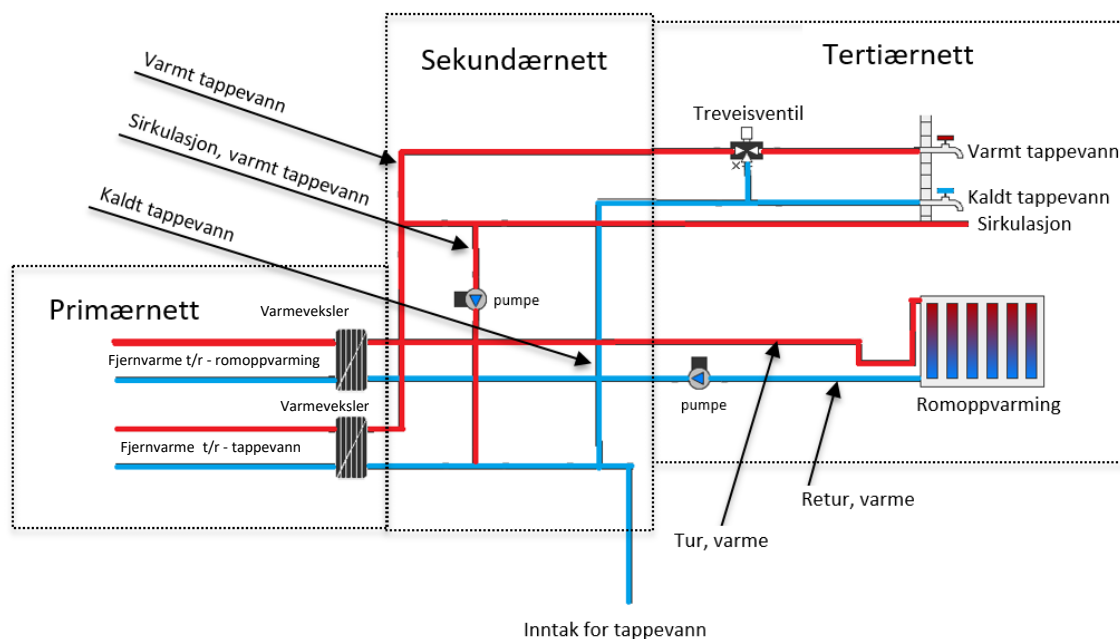 Sekundærnett
Tertiærnett
Varmt tappevann
Sirkulasjon, varmt tappevann
Kaldt tappevann
Treveisventil
Varmt tappevann
Kaldt tappevann
Sirkulasjon
Primærnett
Varmeveksler
pumpe
Fjernvarme t/r - romoppvarming
Varmeveksler
pumpe
Romoppvarming
Fjernvarme t/r - tappevann
Retur, varme
Tur, varme
Inntak for tappevann